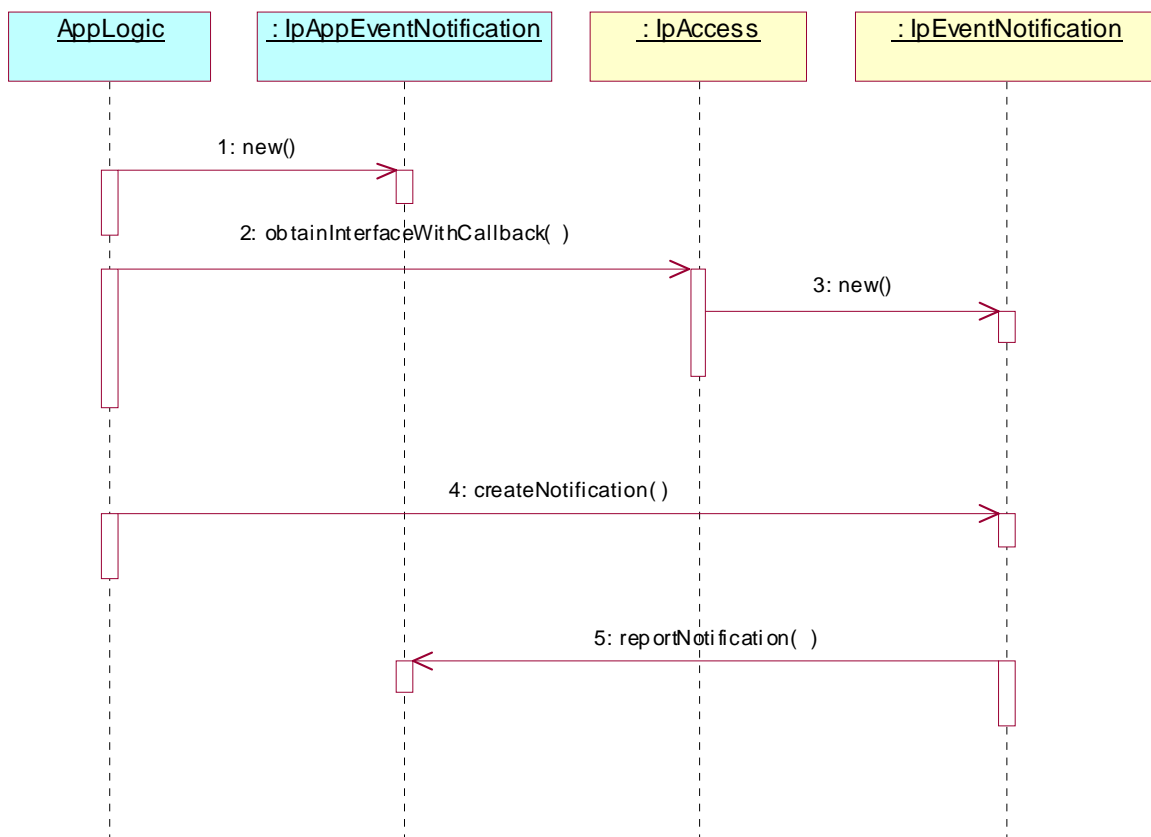 AppLogic
: IpAppEventNotification
: IpAccess
: IpEventNotification
1: new()
2: obtainInterfaceWithCallback( )
3: new()
4: createNotification( )
5: reportNotification( )